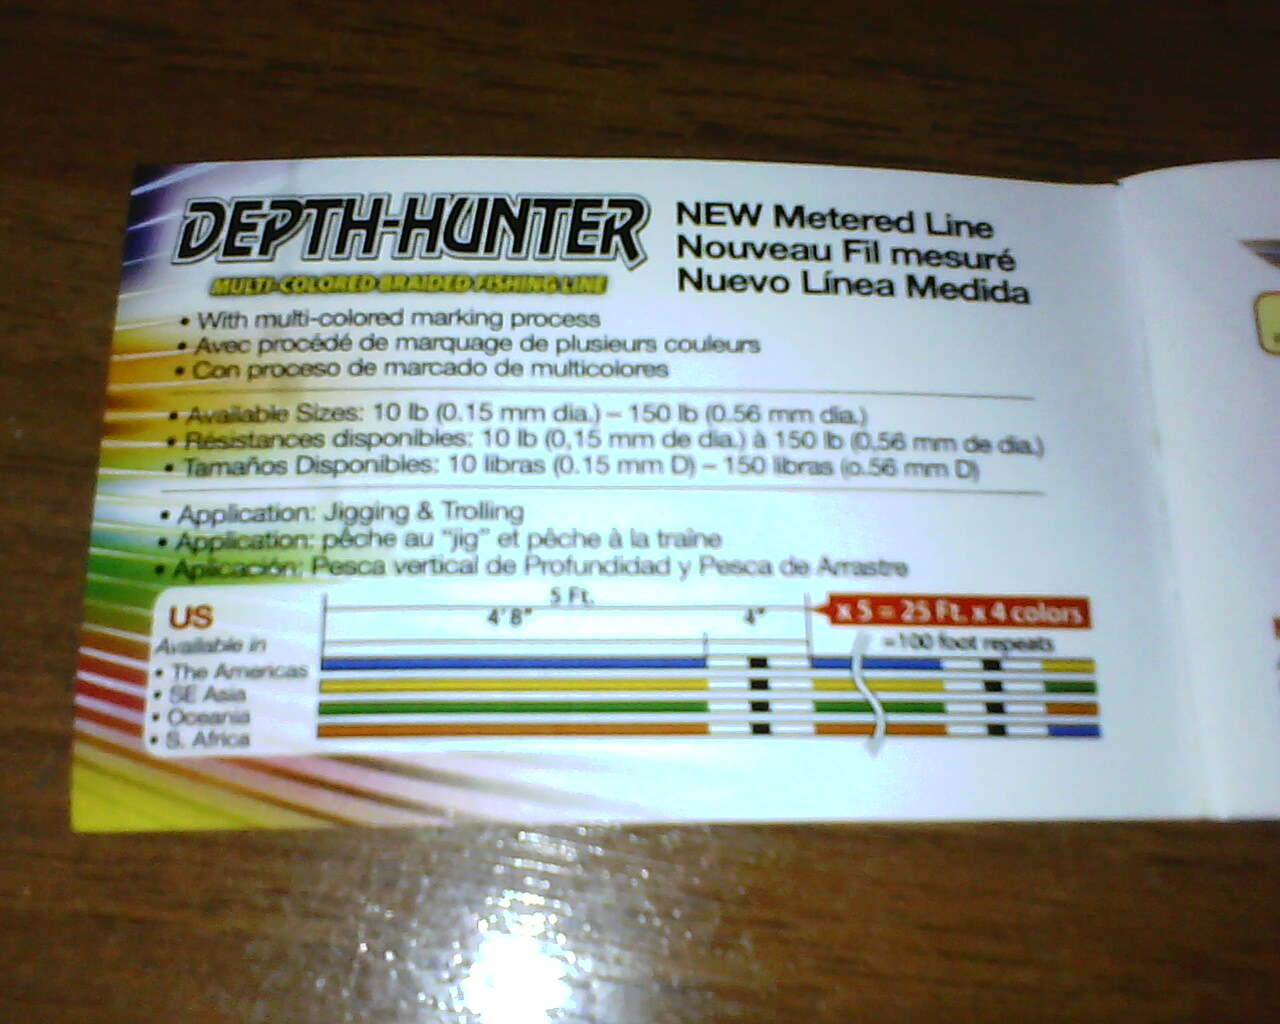 DEPTH-HUNTER
MULTI-COLORED BRAIDED FISHING LINE
NEW Metered Line
Nouveau Fil mesuré
Nuevo Línea Medida
• With multi-colored marking process
• Avec procédé de marquage de plusieurs couleurs
• Con proceso de marcado de multicolores
• Available Sizes: 10 lb (0.15 mm dia.) – 150 lb (0.56 mm dia.)
• Résistances disponibles: 10 lb (0,15 mm de dia.) à 150 lb (0,56 mm de dia.)
• Tamaños Disponibles: 10 libras (0.15 mm D) – 150 libras (o.56 mm D)
• Application: Jigging & Trolling
• Application: pêche au "jig" et pêche à la traîne
• Aplicación: Pesca vertical de Profundidad y Pesca de Arrastre
US
Available in
• The Americas
• SE Asia
• Oceania
• S. Africa
5 Ft.
4'8"
4"
x 5 = 25 Ft. x 4 colors
=100 foot repeats